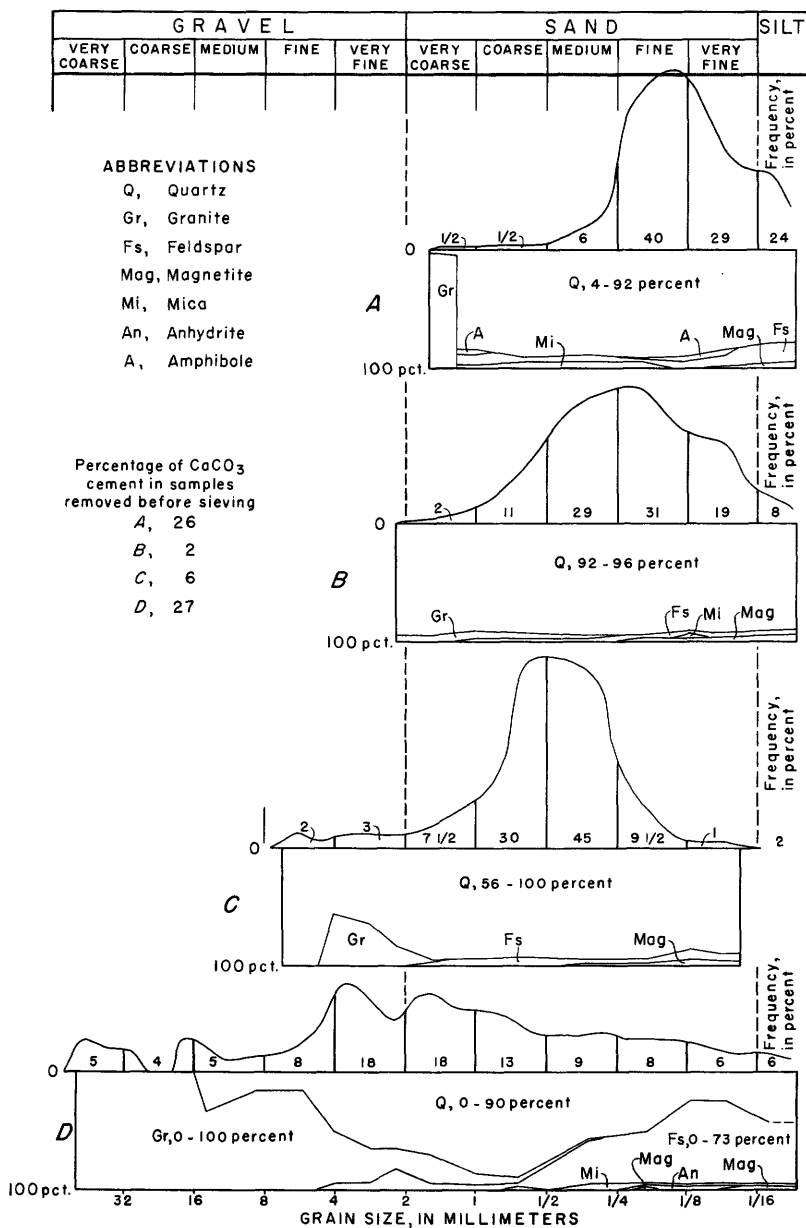 GRAVEL SAND SILT
VERY COARSE COARSE MEDIUM FINE VERY FINE VERY COARSE COARSE MEDIUM FINE VERY FINE
Frequency, in percent
ABBREVIATIONS
Q, Quartz
Gr, Granite
Fs, Feldspar
Mag, Magnetite
Mi, Mica
An, Anhydrite
A, Amphibole
0 1/2 1/2 6 40 29 24
Gr Q, 4-92 percent
A
A Mi A Mag Fs
100 pct.
Frequency, in percent
Percentage of CaCO3
cement in samples
removed before sieving
A, 26
B, 2
C, 6
D, 27
0 2 11 29 31 19 8
Q, 92-96 percent
B
Gr Fs Mi Mag
100 pct.
Frequency, in percent
0 2 3 7 1/2 30 45 9 1/2 1 2
Q, 56-100 percent
C
Gr Fs Mag
100 pct.
Frequency, in percent
0 5 4 5 8 18 18 13 9 8 6 6
Q, 0-90 percent
D Gr, 0-100 percent Fs, 0-73 percent
Mi Mag An Mag
100 pct.
32 16 8 4 2 1 1/2 1/4 1/8 1/16
GRAIN SIZE, IN MILLIMETERS